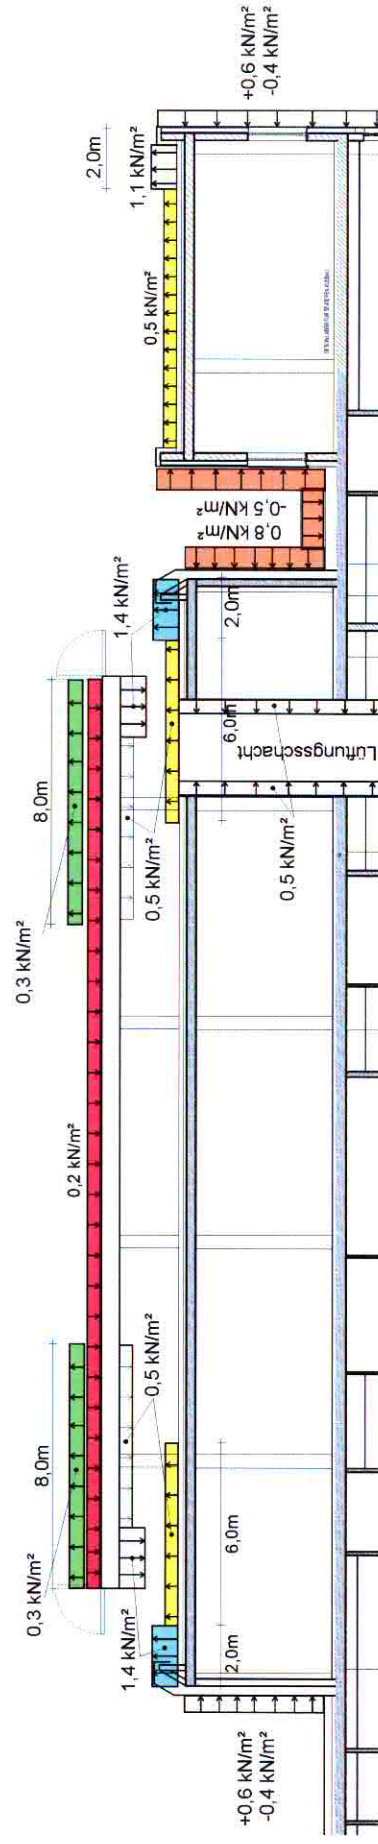 +0,6 kN/m²
-0,4 kN/m²
2,0m
1,1 kN/m²
0,5 kN/m²
0,8 kN/m²
-0,5 kN/m²
1,4 kN/m²
2,0m
8,0m
6,0m
Lüftungsschacht
0,5 kN/m²
0,5 kN/m²
0,3 kN/m²
0,2 kN/m²
8,0m
0,5 kN/m²
0,3 kN/m²
6,0m
1,4 kN/m²
2,0m
+0,6 kN/m²
-0,4 kN/m²